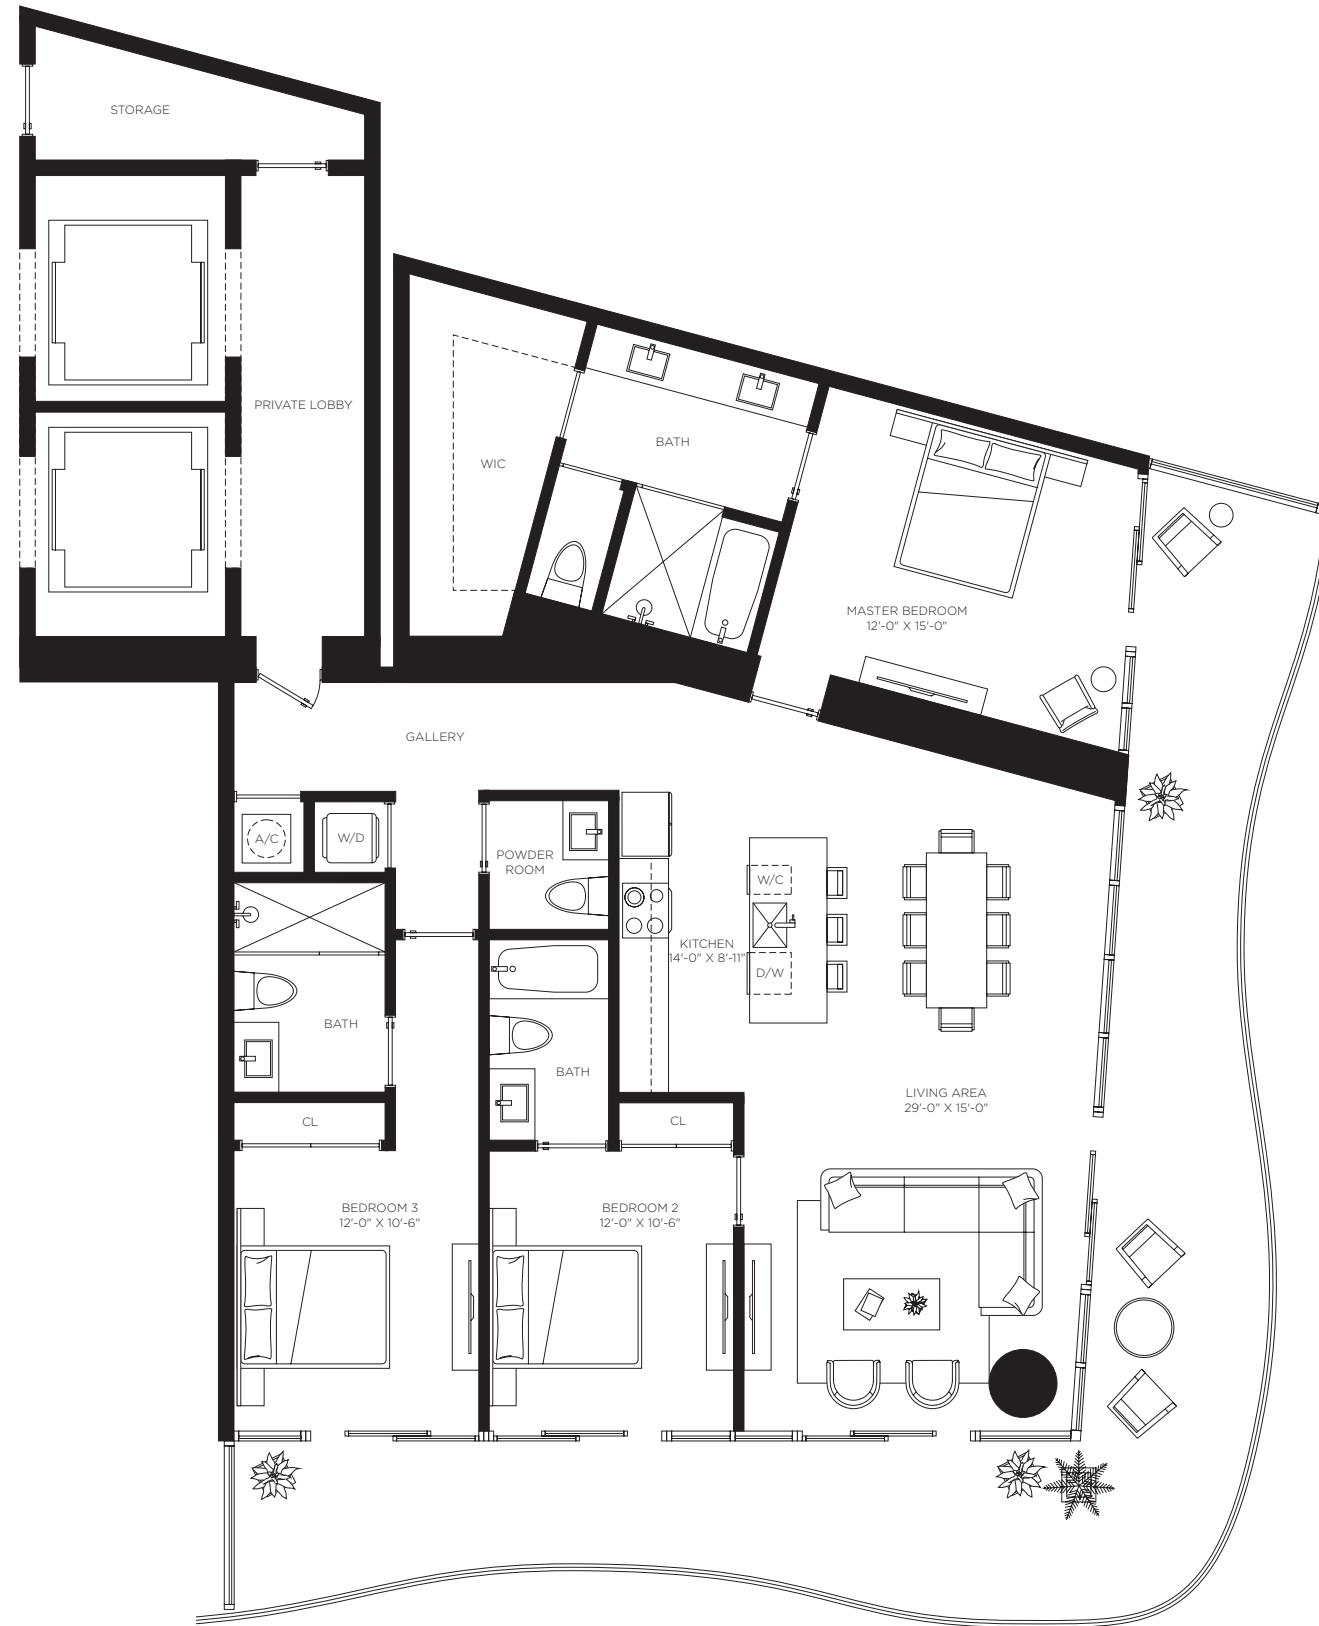 STORAGE
PRIVATE LOBBY
BATH
WIC
MASTER BEDROOM
12'-0" X 15'-0"
GALLERY
A/C
W/D
POWDER
ROOM
W/C
KITCHEN
14'-0" X 8'-11"
D/W
BATH
BATH
LIVING AREA
29'-0" X 15'-0"
CL
CL
BEDROOM 3
12'-0" X 10'-6"
BEDROOM 2
12'-0" X 10'-6"